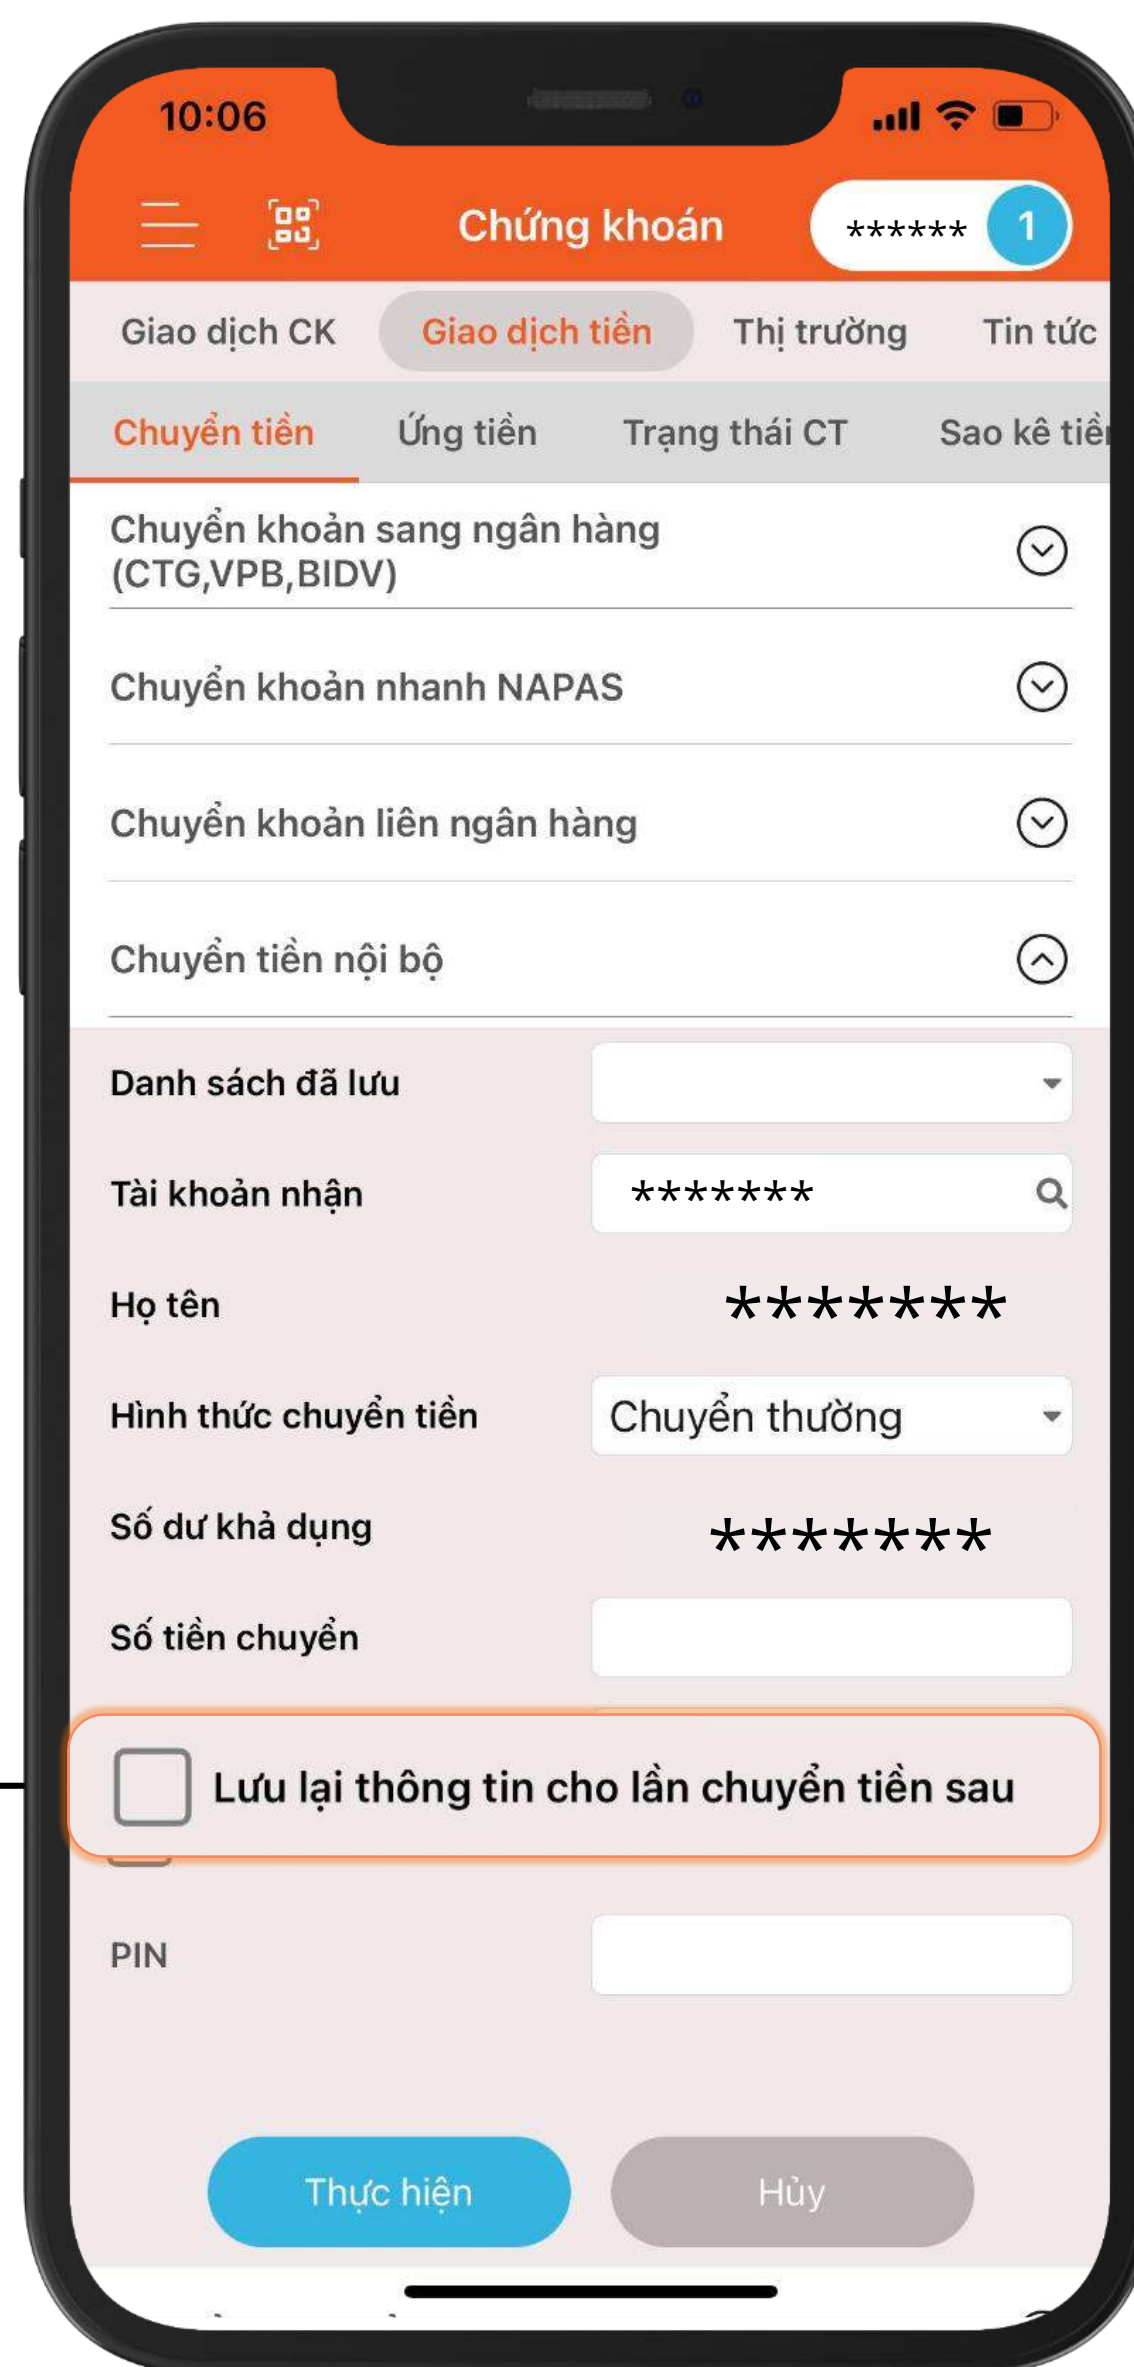 10:06
Chứng khoán ****** 1
Giao dịch CK Giao dịch tiền Thị trường Tin tức
Chuyển tiền Ứng tiền Trạng thái CT Sao kê
Chuyển khoản sang ngân hàng
(CTG,VPB,BIDV)
Chuyển khoản nhanh NAPAS
Chuyển khoản liên ngân hàng
Chuyển tiền nội bộ
Danh sách đã lưu
Tài khoản nhận *******
Họ tên *******
Hình thức chuyển tiền Chuyển thường
Số dư khả dụng *******
Số tiền chuyển
Lưu lại thông tin cho lần chuyển tiền sau
PIN
Thực hiện Hủy